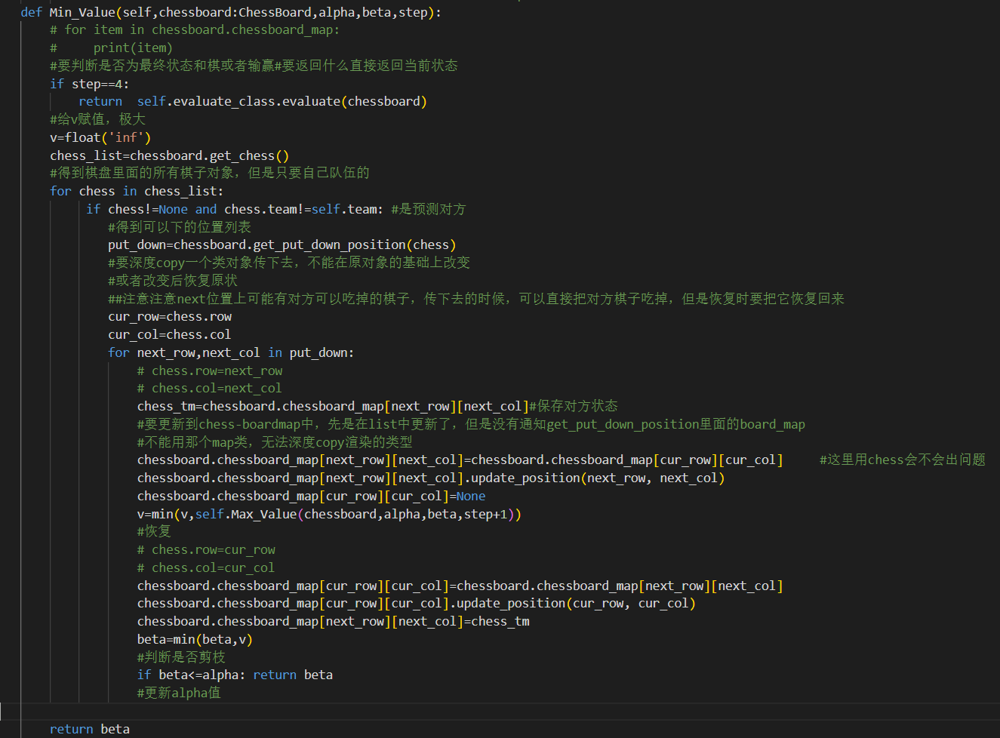 def Min_Value(self,chessboard:ChessBoard,alpha,beta,step):
# for item in chessboard.chessboard_map:
#     print(item)
#要判断是否为最终状态和棋或者输赢#要返回什么直接返回当前状态
if step==4:
return  self.evaluate_class.evaluate(chessboard)
#给v赋值，极大
v=float('inf')
chess_list=chessboard.get_chess()
#得到棋盘里面的所有棋子对象，但是只要自己队伍的
for chess in chess_list:
if chess!=None and chess.team!=self.team: #是预测对方
#得到可以下的位置列表
put_down=chessboard.get_put_down_position(chess)
#要深度copy一个类对象传下去，不能在原对象的基础上改变
#或者改变后恢复原状
##注意注意next位置上可能有对方可以吃掉的棋子，传下去的时候，可以直接把对方棋子吃掉，但是恢复时要把它恢复回来
cur_row=chess.row
cur_col=chess.col
for next_row,next_col in put_down:
# chess.row=next_row
# chess.col=next_col
chess_tm=chessboard.chessboard_map[next_row][next_col]#保存对方状态
#要更新到chess-boardmap中，先是在list中更新了，但是没有通知get_put_down_position里面的board_map
#不能用那个map类，无法深度copy渲染的类型
chessboard.chessboard_map[next_row][next_col]=chessboard.chessboard_map[cur_row][cur_col]     #这里用chess会不会出问题
chessboard.chessboard_map[next_row][next_col].update_position(next_row, next_col)
chessboard.chessboard_map[cur_row][cur_col]=None
v=min(v,self.Max_Value(chessboard,alpha,beta,step+1))
#恢复
# chess.row=cur_row
# chess.col=cur_col
chessboard.chessboard_map[cur_row][cur_col]=chessboard.chessboard_map[next_row][next_col]
chessboard.chessboard_map[cur_row][cur_col].update_position(cur_row, cur_col)
chessboard.chessboard_map[next_row][next_col]=chess_tm
beta=min(beta,v)
#判断是否剪枝
if beta<=alpha: return beta
#更新alpha值
return beta